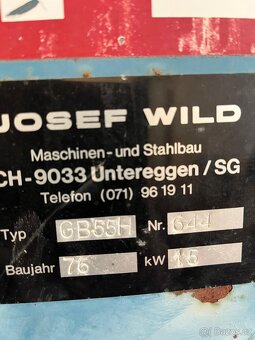 JOSEF WILD
Maschinen-und Stahlbau
CH-9033 Untereggen/SG
Telefon (071) 96 19 11
Typ GB55H Nr. 644
Baujahr 76 kW 15